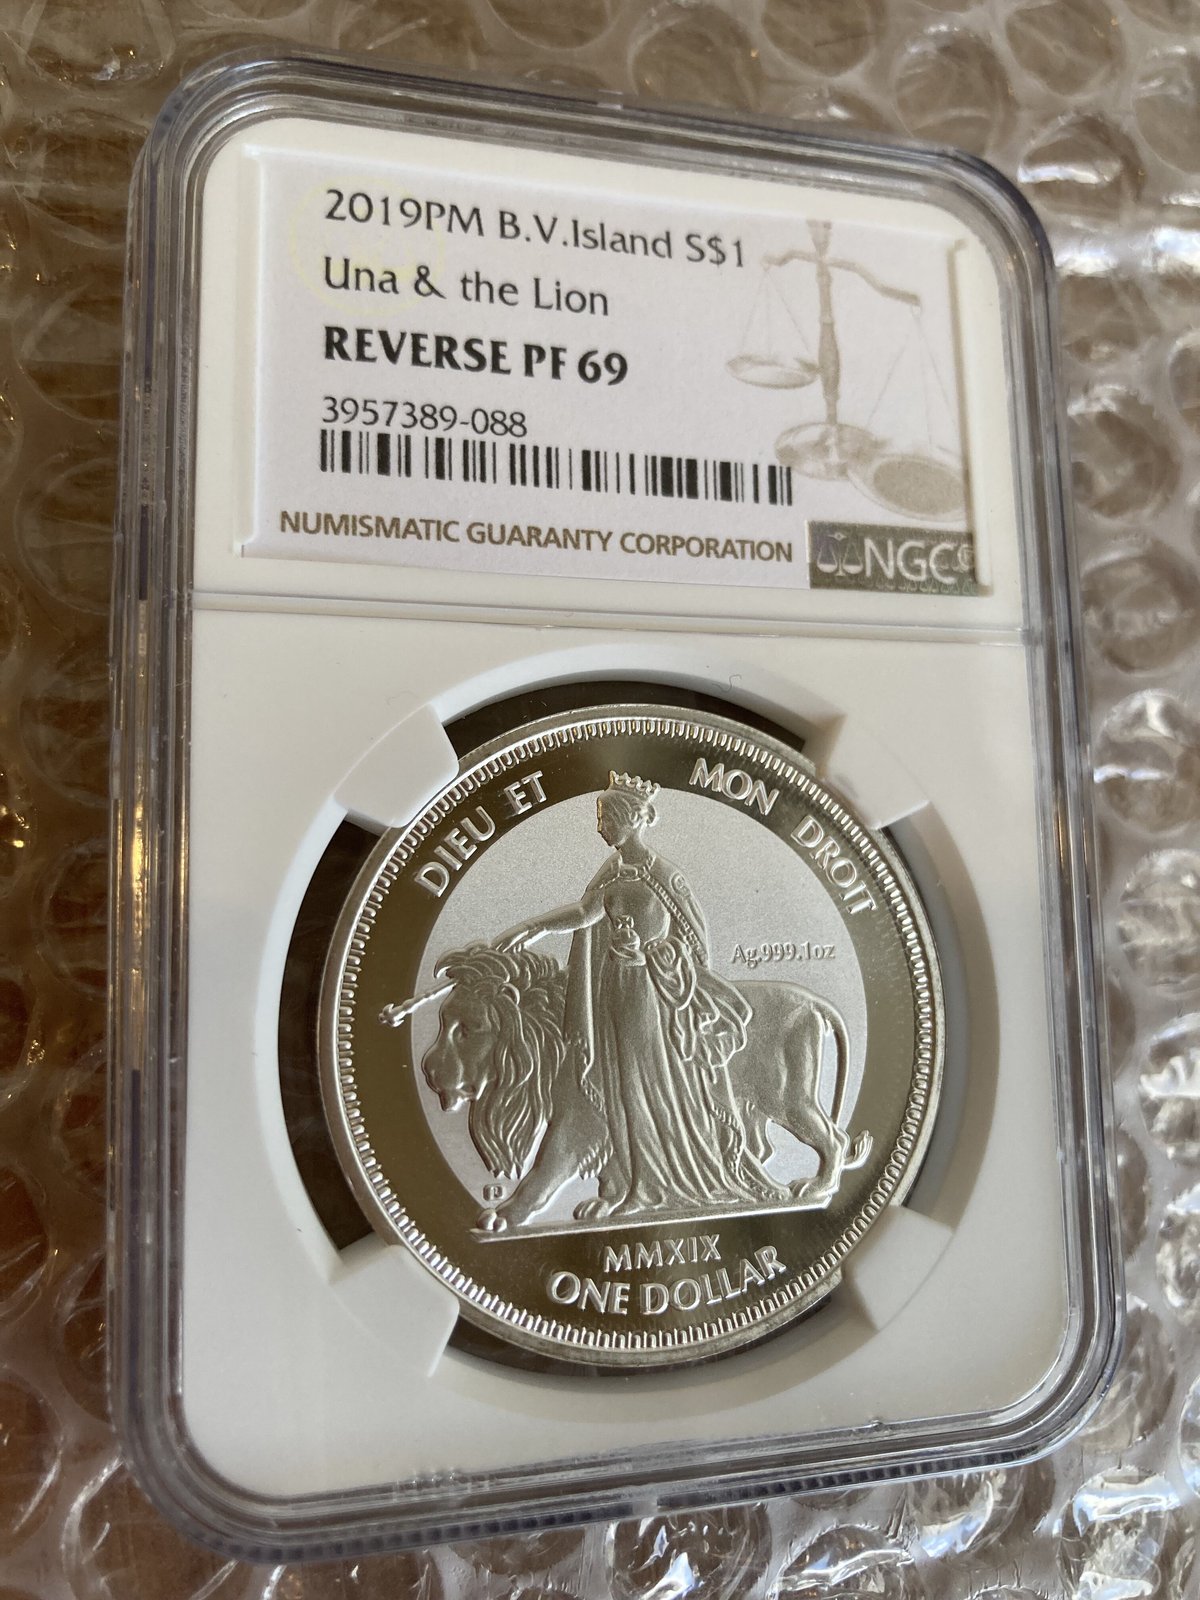 2019PM B.V.Island S$1
Una & the Lion
REVERSE PF 69
3957389-088
NUMISMATIC GUARANTY CORPORATION
NGC
DIEU ET MON DROIT
Ag.999.1oz
P
MMXIX
ONE DOLLAR